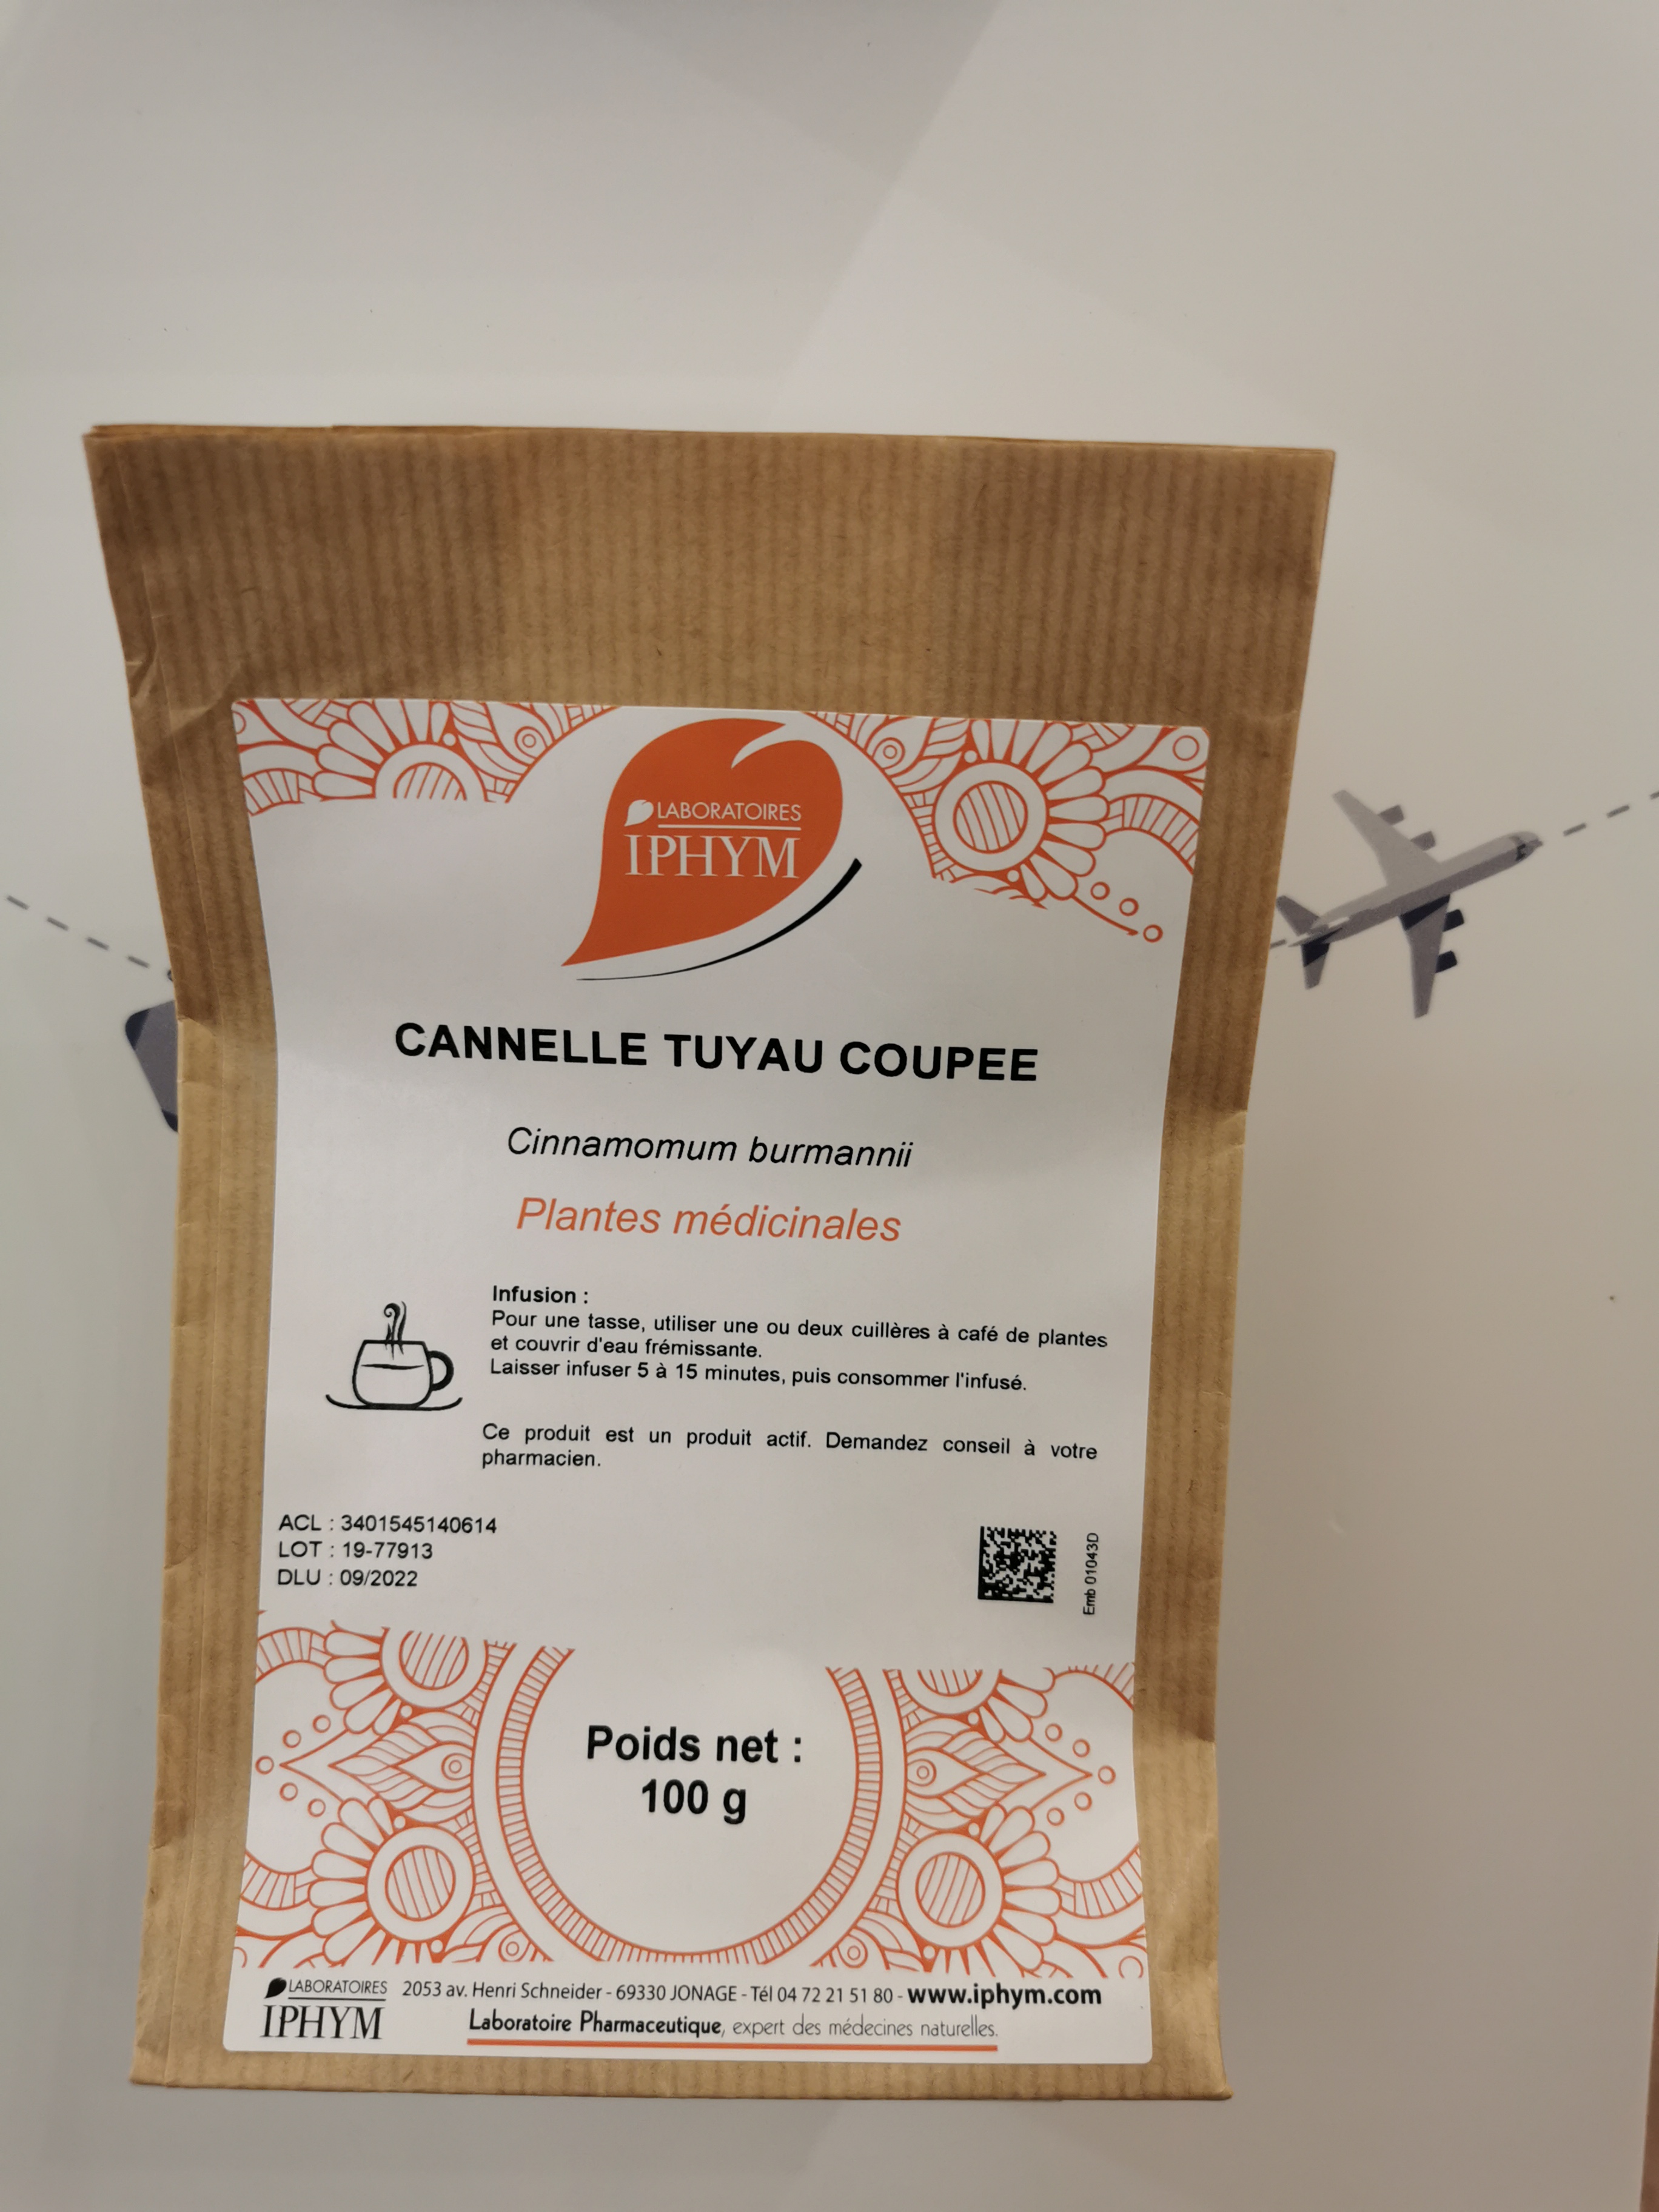 LABORATOIRES
IPHYM
CANNELLE TUYAU COUPEE
Cinnamomum burmannii
Plantes médicinales
Infusion :
Pour une tasse, utiliser une ou deux cuillères à café de plantes
et couvrir d'eau frémissante.
Laisser infuser 5 à 15 minutes, puis consommer l'infusé.
Ce produit est un produit actif. Demandez conseil à votre
pharmacien.
ACL : 3401545140614
LOT : 19-77913
DLU : 09/2022
Emb 01043D
Poids net :
100 g
LABORATOIRES
IPHYM
2053 av. Henri Schneider - 69330 JONAGE - Tél 04 72 21 51 80 - www.iphym.com
Laboratoire Pharmaceutique, expert des médecines naturelles.